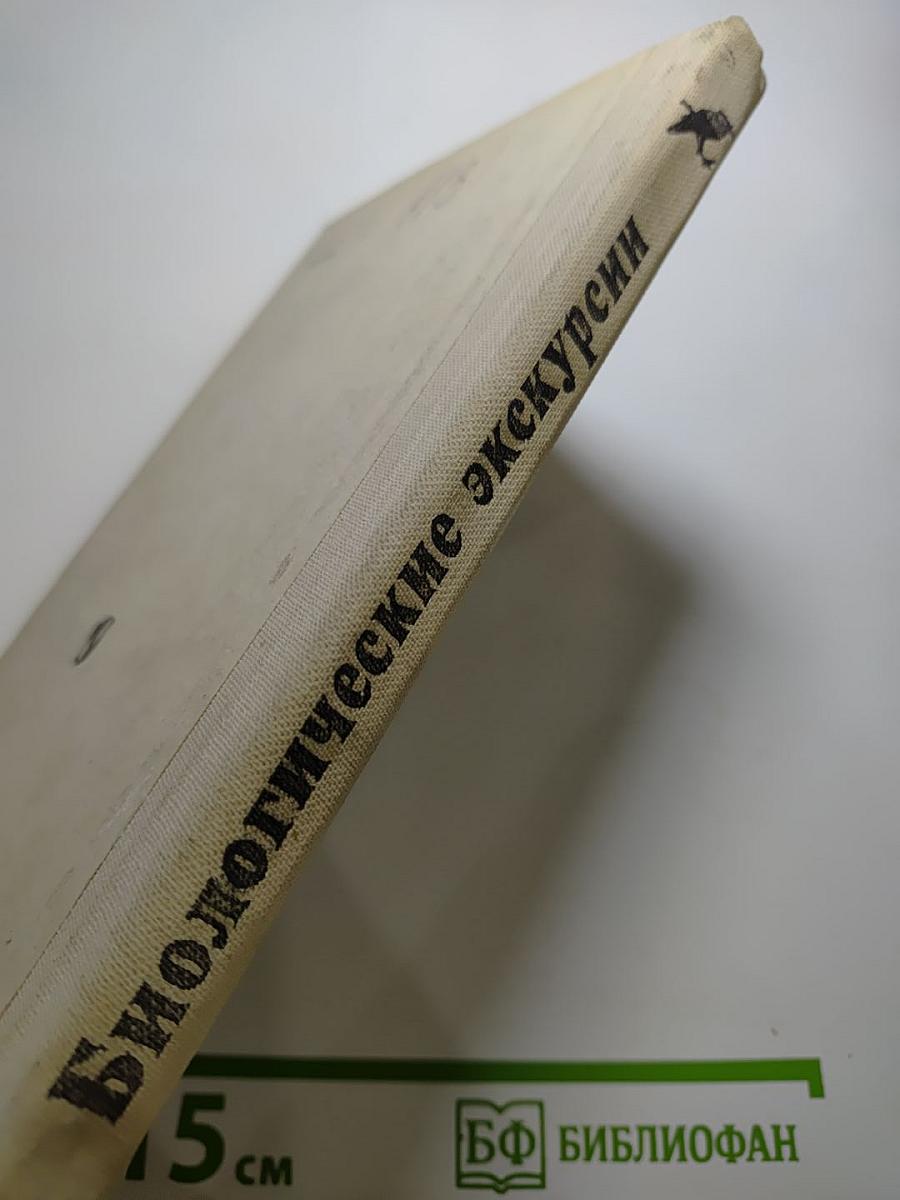 Биологические экскурсии
15 см
БФ БИБЛИОФАН